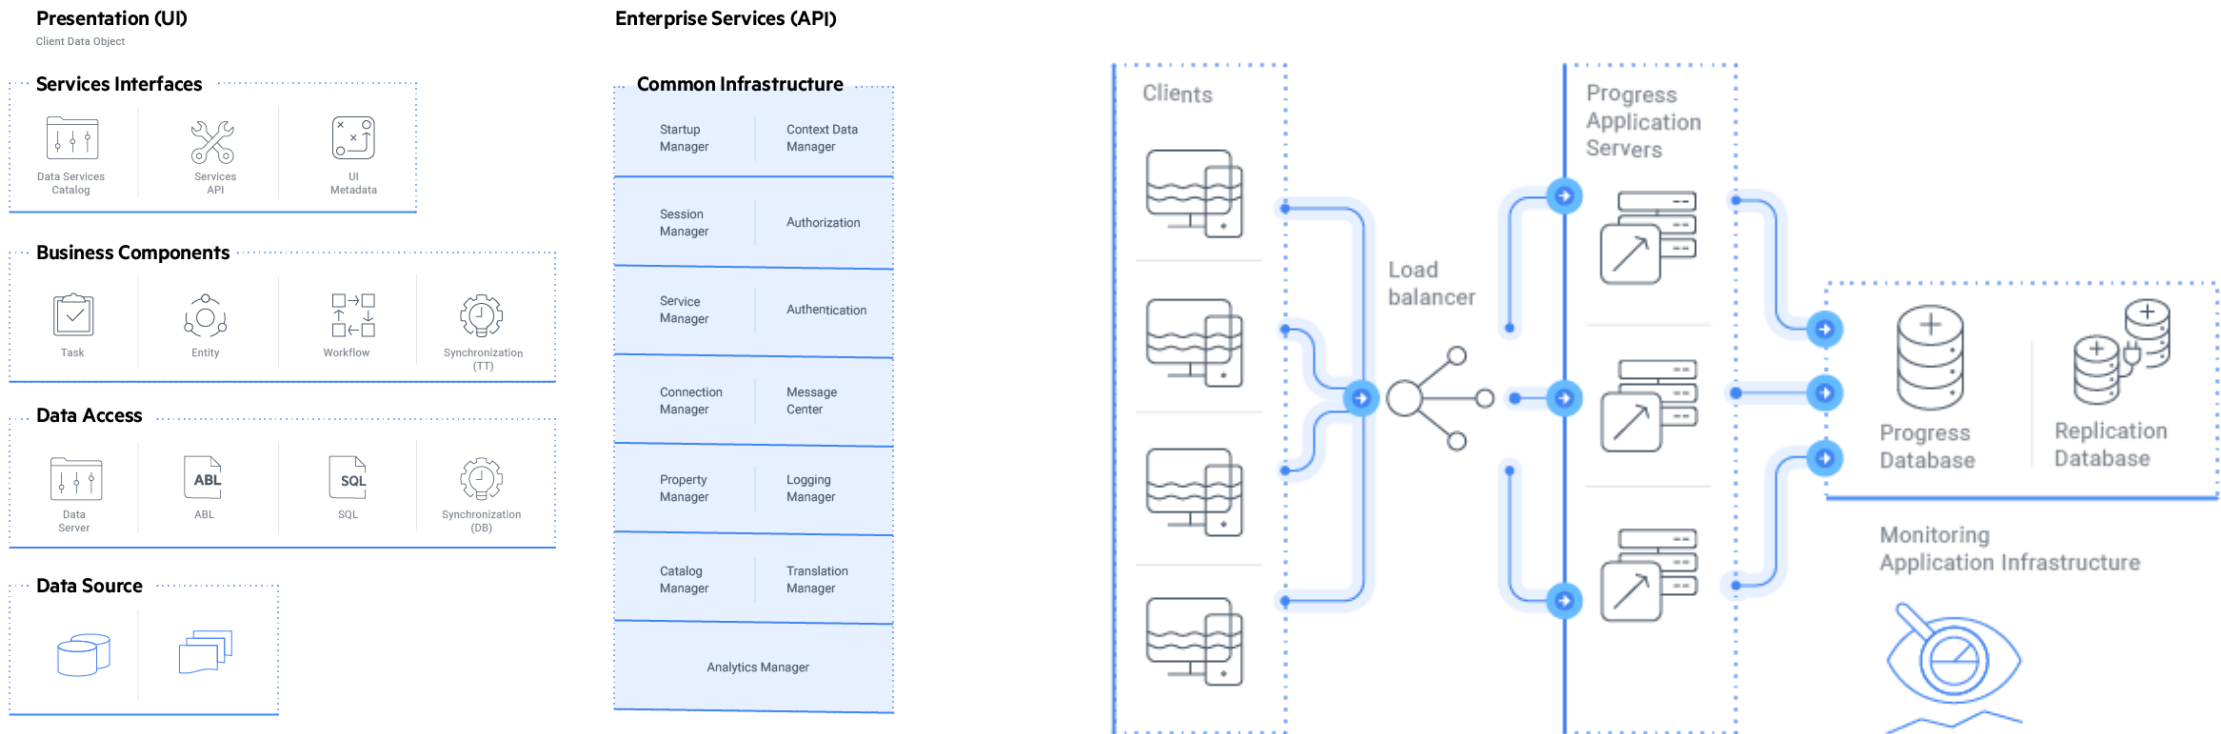 Presentation (UI)
Client Data Object
Services Interfaces
Data Services
Catalog
Services
API
UI
Metadata
Business Components
Task
Entity
Workflow
Synchronization
(TT)
Data Access
Data
Server
ABL
ABL
SQL
SQL
Synchronization
(DB)
Data Source
Enterprise Services (API)
Common Infrastructure
Startup
Manager
Context Data
Manager
Session
Manager
Authorization
Service
Manager
Authentication
Connection
Manager
Message
Center
Property
Manager
Logging
Manager
Catalog
Manager
Translation
Manager
Analytics Manager
Clients
Load
balancer
Progress
Application
Servers
Progress
Database
Replication
Database
Monitoring
Application Infrastructure